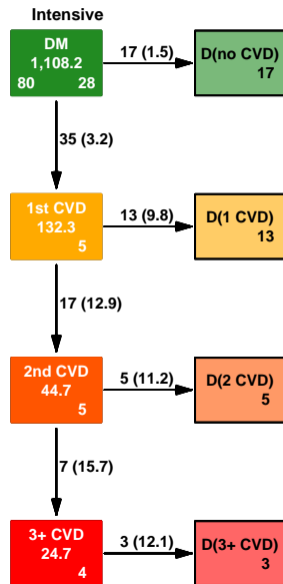 Intensive
DM
1,108.2
80 28
17 (1.5)
D(no CVD)
17
35 (3.2)
1st CVD
132.3
5
13 (9.8)
D(1 CVD)
13
17 (12.9)
2nd CVD
44.7
5
5 (11.2)
D(2 CVD)
5
7 (15.7)
3+ CVD
24.7
4
3 (12.1)
D(3+ CVD)
3